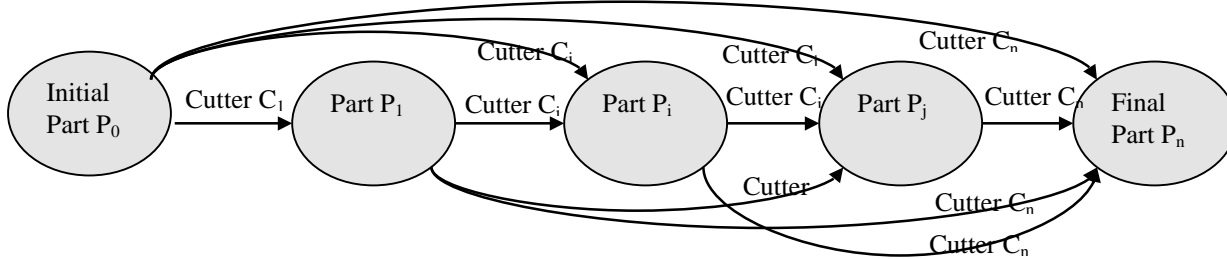 Cutter Cₙ
Cutter Cᵢ
Cutter Cⱼ
Initial
Part P₀
Cutter C₁
Part P₁
Cutter Cᵢ
Part Pᵢ
Cutter Cⱼ
Part Pⱼ
Cutter Cₙ
Final
Part Pₙ
Cutter
Cutter Cₙ
Cutter Cₙ